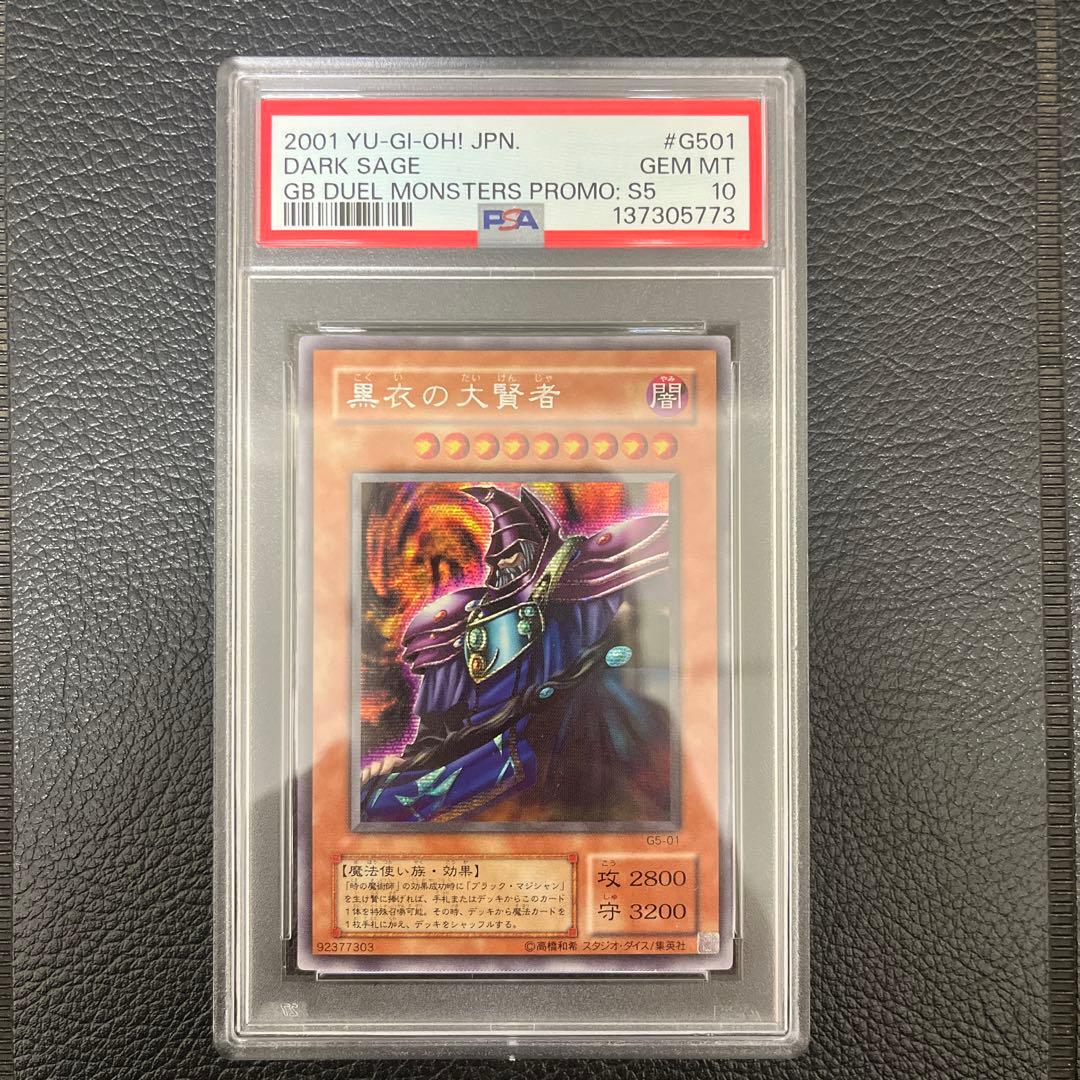 2001 YU-GI-OH! JPN. #G501
DARK SAGE GEM MT
GB DUEL MONSTERS PROMO: S5 10
PSA 137305773
こくい だいけんじゃ やみ
黒衣の大賢者 闇
G5-01
【魔法使い族・効果】
「時の魔術師」の効果成功時に「ブラック・マジシャン」
を生け贄に捧げれば、手札またはデッキからこのカード
1体を特殊召喚可能。その時、デッキから魔法カードを
1枚手札に加え、デッキをシャッフルする。
こう
攻 2800
しゅ
守 3200
92377303 ©高橋和希 スタジオ・ダイス/集英社